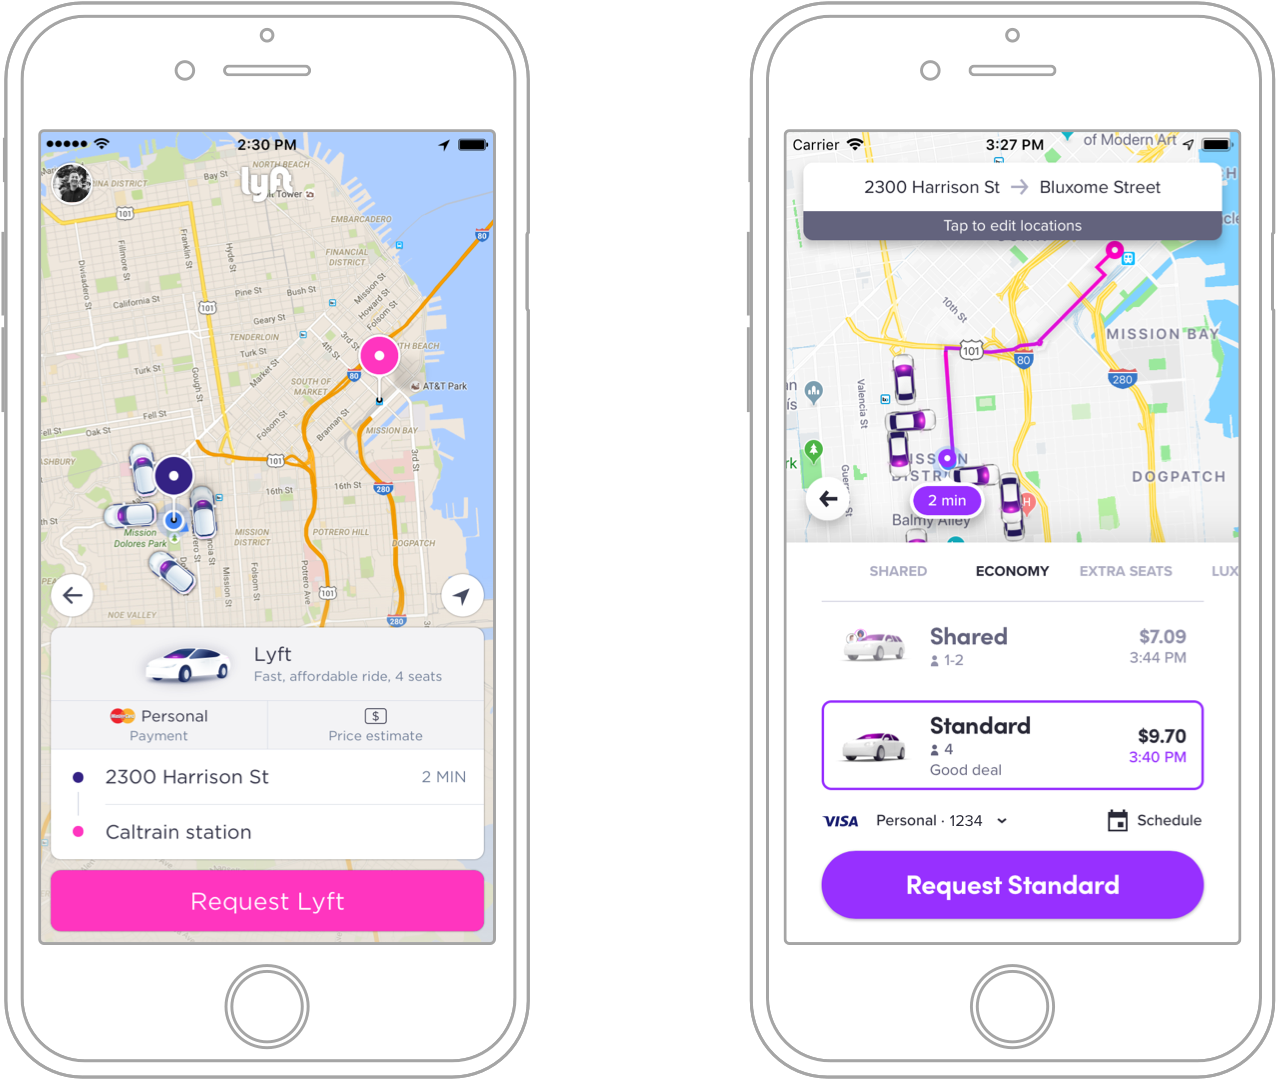 2:30 PM
NORTH BEACH
Bay St
lyft
Tower
101
EMBARCADERO
80
Franklin St
Hyde St
Fillmore St
Divisadero St
FINANCIAL
DISTRICT
Pine St
Bush St
Mission St
Howard St
Folsom St
California St
101
Geary St
TENDERLOIN
3rd St
4th St
Turk St
Market St
Turk St
Gough St
SOUTH OF
MARKET
80
AT&T Park
Fell St
Oak St
Folsom St
Brannan St
MISSION BAY
101
3rd St
16th St
16th St
280
Mission
Dolores Park
MISSION
DISTRICT
POTRERO HILL
DOGPATCH
Mission St
Folsom St
Potrero Ave
101
NOE VALLEY
280
Lyft
Fast, affordable ride, 4 seats
Personal
Payment
$
Price estimate
2300 Harrison St
2 MIN
Caltrain station
Request Lyft
Carrier
3:27 PM
of Modern Art
2300 Harrison St → Bluxome Street
Tap to edit locations
10th St
MISSION BAY
101
80
280
Valencia St
DOGPATCH
2 min
H
Balmy Alley
SHARED
ECONOMY
EXTRA SEATS
LUX
Shared
1-2
$7.09
3:44 PM
Standard
4
Good deal
$9.70
3:40 PM
VISA
Personal · 1234
Schedule
Request Standard